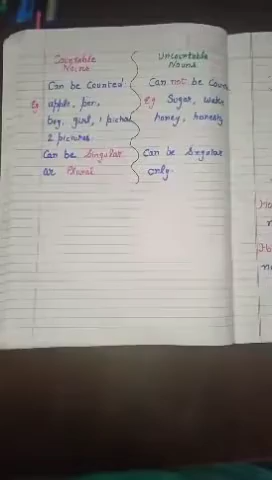 Countable
Nouns
Can be Counted
Eg apple, pen,
boy, girl, 1 picture
2 pictures.
Can be Singular
or Plural
Uncountable
Nouns
Can not be Coun
Eg Sugar, water
honey, honesty
Can be Singular
only.